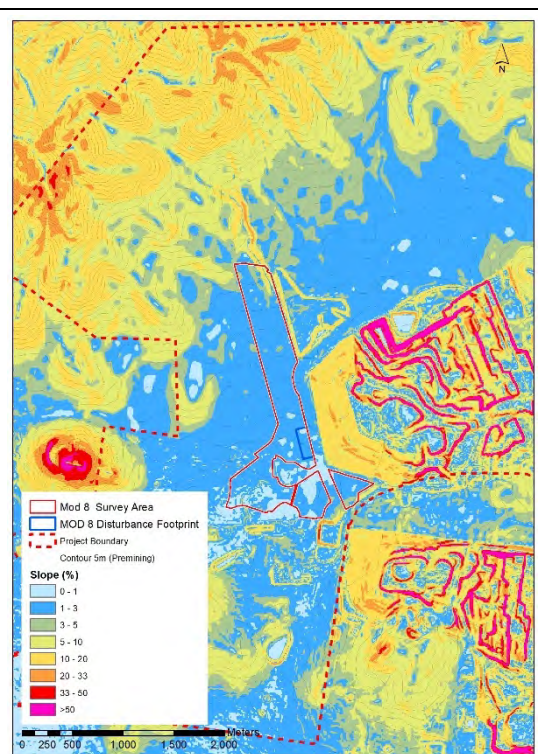 N
Mod 8 Survey Area
MOD 8 Disturbance Footprint
Project Boundary
Contour 5m (Premining)
Slope (%)
0 - 1
1 - 3
3 - 5
5 - 10
10 - 20
20 - 33
33 - 50
>50
Meters
0 250 500 1,000 1,500 2,000